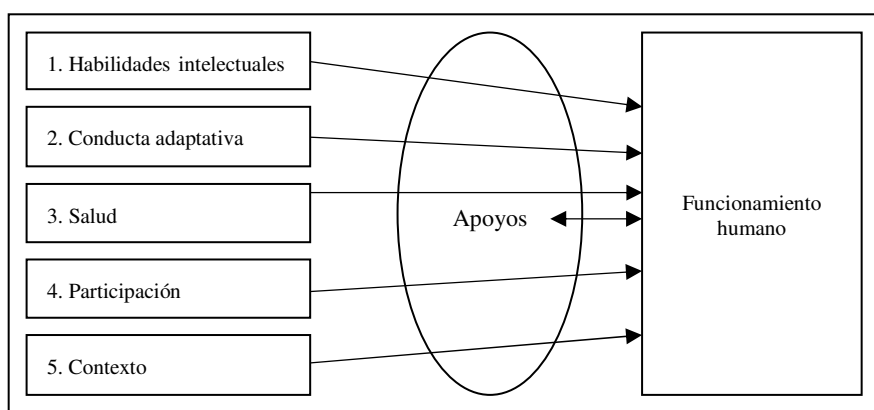 1. Habilidades intelectuales
2. Conducta adaptativa
3. Salud
4. Participación
5. Contexto
Apoyos
Funcionamiento
humano